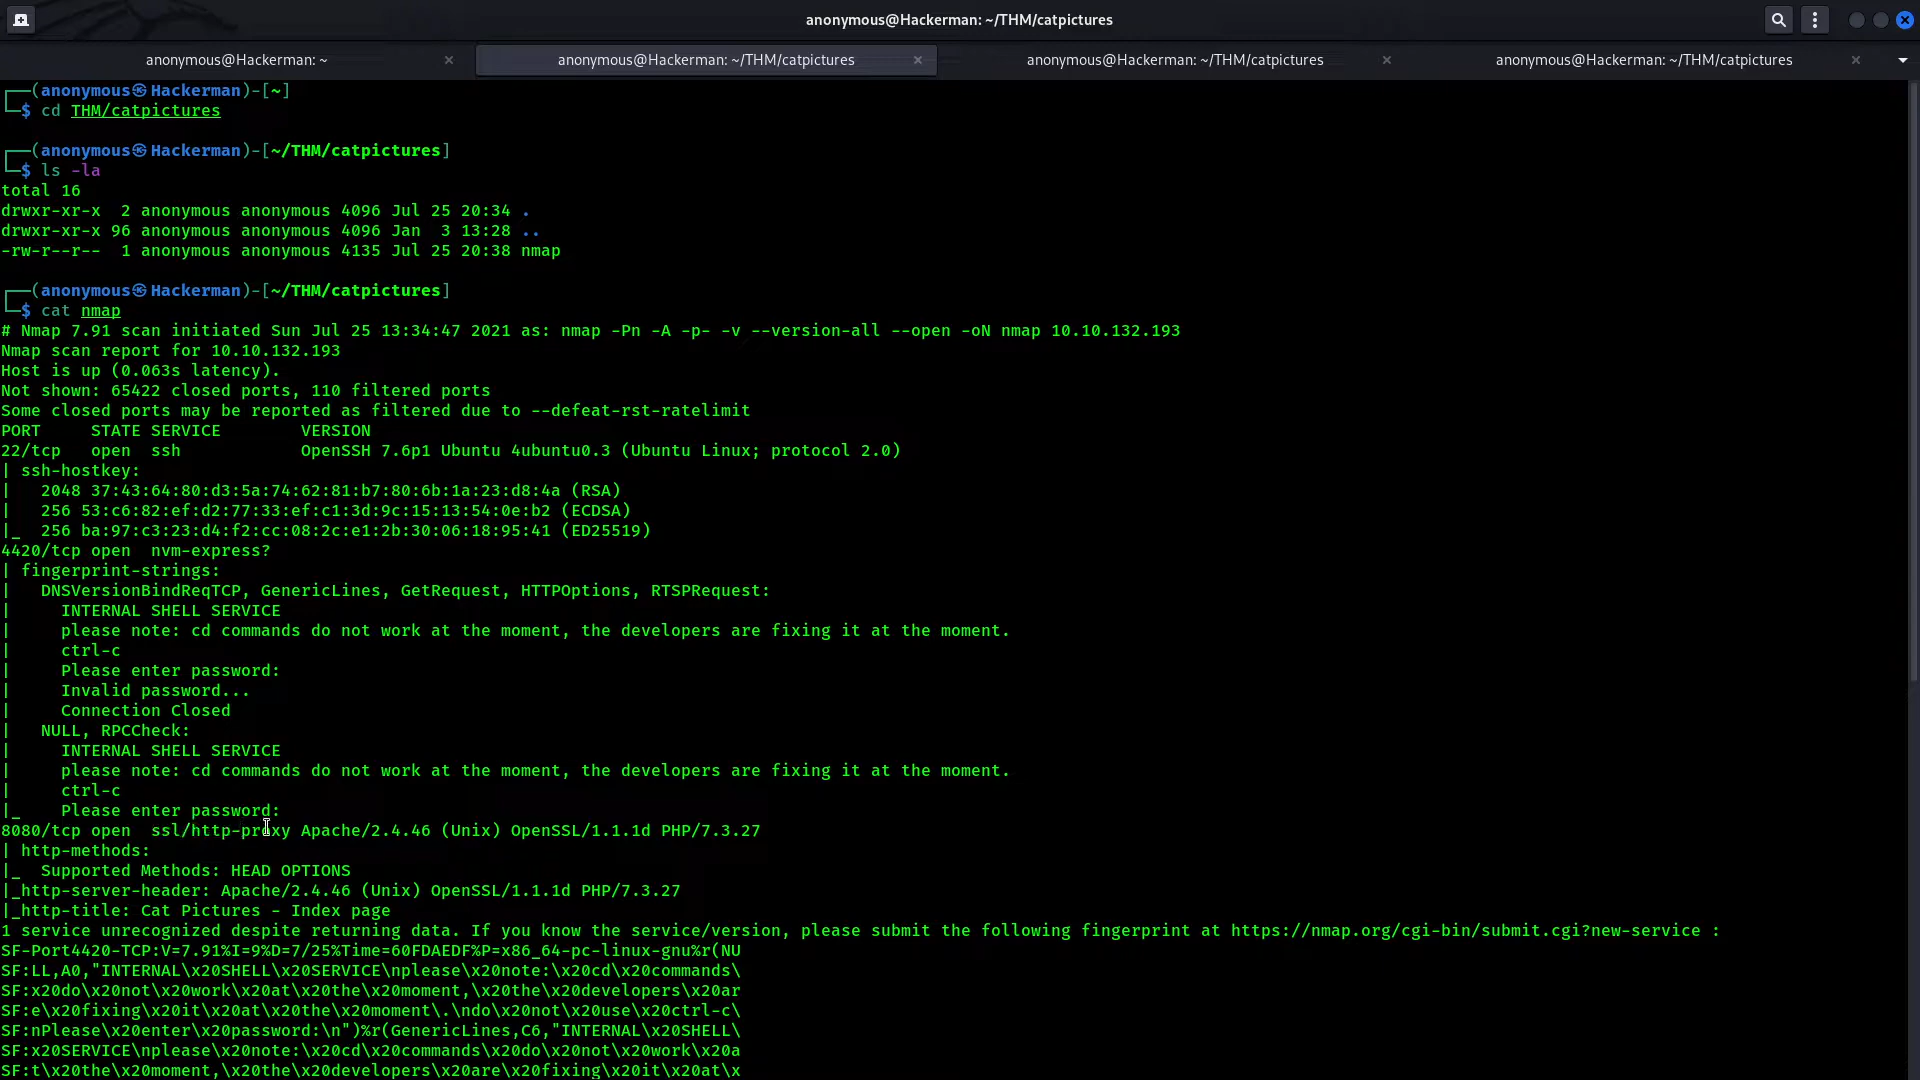 anonymous@Hackerman: ~/THM/catpictures
anonymous@Hackerman: ~
anonymous@Hackerman: ~/THM/catpictures
anonymous@Hackerman: ~/THM/catpictures
anonymous@Hackerman: ~/THM/catpictures
┌──(anonymous㉿Hackerman)-[~]
└─$ cd THM/catpictures
┌──(anonymous㉿Hackerman)-[~/THM/catpictures]
└─$ ls -la
total 16
drwxr-xr-x  2 anonymous anonymous 4096 Jul 25 20:34 .
drwxr-xr-x 96 anonymous anonymous 4096 Jan  3 13:28 ..
-rw-r--r--  1 anonymous anonymous 4135 Jul 25 20:38 nmap
┌──(anonymous㉿Hackerman)-[~/THM/catpictures]
└─$ cat nmap
# Nmap 7.91 scan initiated Sun Jul 25 13:34:47 2021 as: nmap -Pn -A -p- -v --version-all --open -oN nmap 10.10.132.193
Nmap scan report for 10.10.132.193
Host is up (0.063s latency).
Not shown: 65422 closed ports, 110 filtered ports
Some closed ports may be reported as filtered due to --defeat-rst-ratelimit
PORT     STATE SERVICE        VERSION
22/tcp   open  ssh            OpenSSH 7.6p1 Ubuntu 4ubuntu0.3 (Ubuntu Linux; protocol 2.0)
| ssh-hostkey:
|   2048 37:43:64:80:d3:5a:74:62:81:b7:80:6b:1a:23:d8:4a (RSA)
|   256 53:c6:82:ef:d2:77:33:ef:c1:3d:9c:15:13:54:0e:b2 (ECDSA)
|_  256 ba:97:c3:23:d4:f2:cc:08:2c:e1:2b:30:06:18:95:41 (ED25519)
4420/tcp open  nvm-express?
| fingerprint-strings:
|   DNSVersionBindReqTCP, GenericLines, GetRequest, HTTPOptions, RTSPRequest:
|     INTERNAL SHELL SERVICE
|     please note: cd commands do not work at the moment, the developers are fixing it at the moment.
|     ctrl-c
|     Please enter password:
|     Invalid password...
|     Connection Closed
|   NULL, RPCCheck:
|     INTERNAL SHELL SERVICE
|     please note: cd commands do not work at the moment, the developers are fixing it at the moment.
|     ctrl-c
|_    Please enter password:
8080/tcp open  ssl/http-proxy Apache/2.4.46 (Unix) OpenSSL/1.1.1d PHP/7.3.27
| http-methods:
|_  Supported Methods: HEAD OPTIONS
|_http-server-header: Apache/2.4.46 (Unix) OpenSSL/1.1.1d PHP/7.3.27
|_http-title: Cat Pictures - Index page
1 service unrecognized despite returning data. If you know the service/version, please submit the following fingerprint at https://nmap.org/cgi-bin/submit.cgi?new-service :
SF-Port4420-TCP:V=7.91%I=9%D=7/25%Time=60FDAEDF%P=x86_64-pc-linux-gnu%r(NU
SF:LL,A0,"INTERNAL\x20SHELL\x20SERVICE\nplease\x20note:\x20cd\x20commands\
SF:x20do\x20not\x20work\x20at\x20the\x20moment,\x20the\x20developers\x20ar
SF:e\x20fixing\x20it\x20at\x20the\x20moment\.\ndo\x20not\x20use\x20ctrl-c\
SF:nPlease\x20enter\x20password:\n")%r(GenericLines,C6,"INTERNAL\x20SHELL\
SF:x20SERVICE\nplease\x20note:\x20cd\x20commands\x20do\x20not\x20work\x20a
SF:t\x20the\x20moment,\x20the\x20developers\x20are\x20fixing\x20it\x20at\x